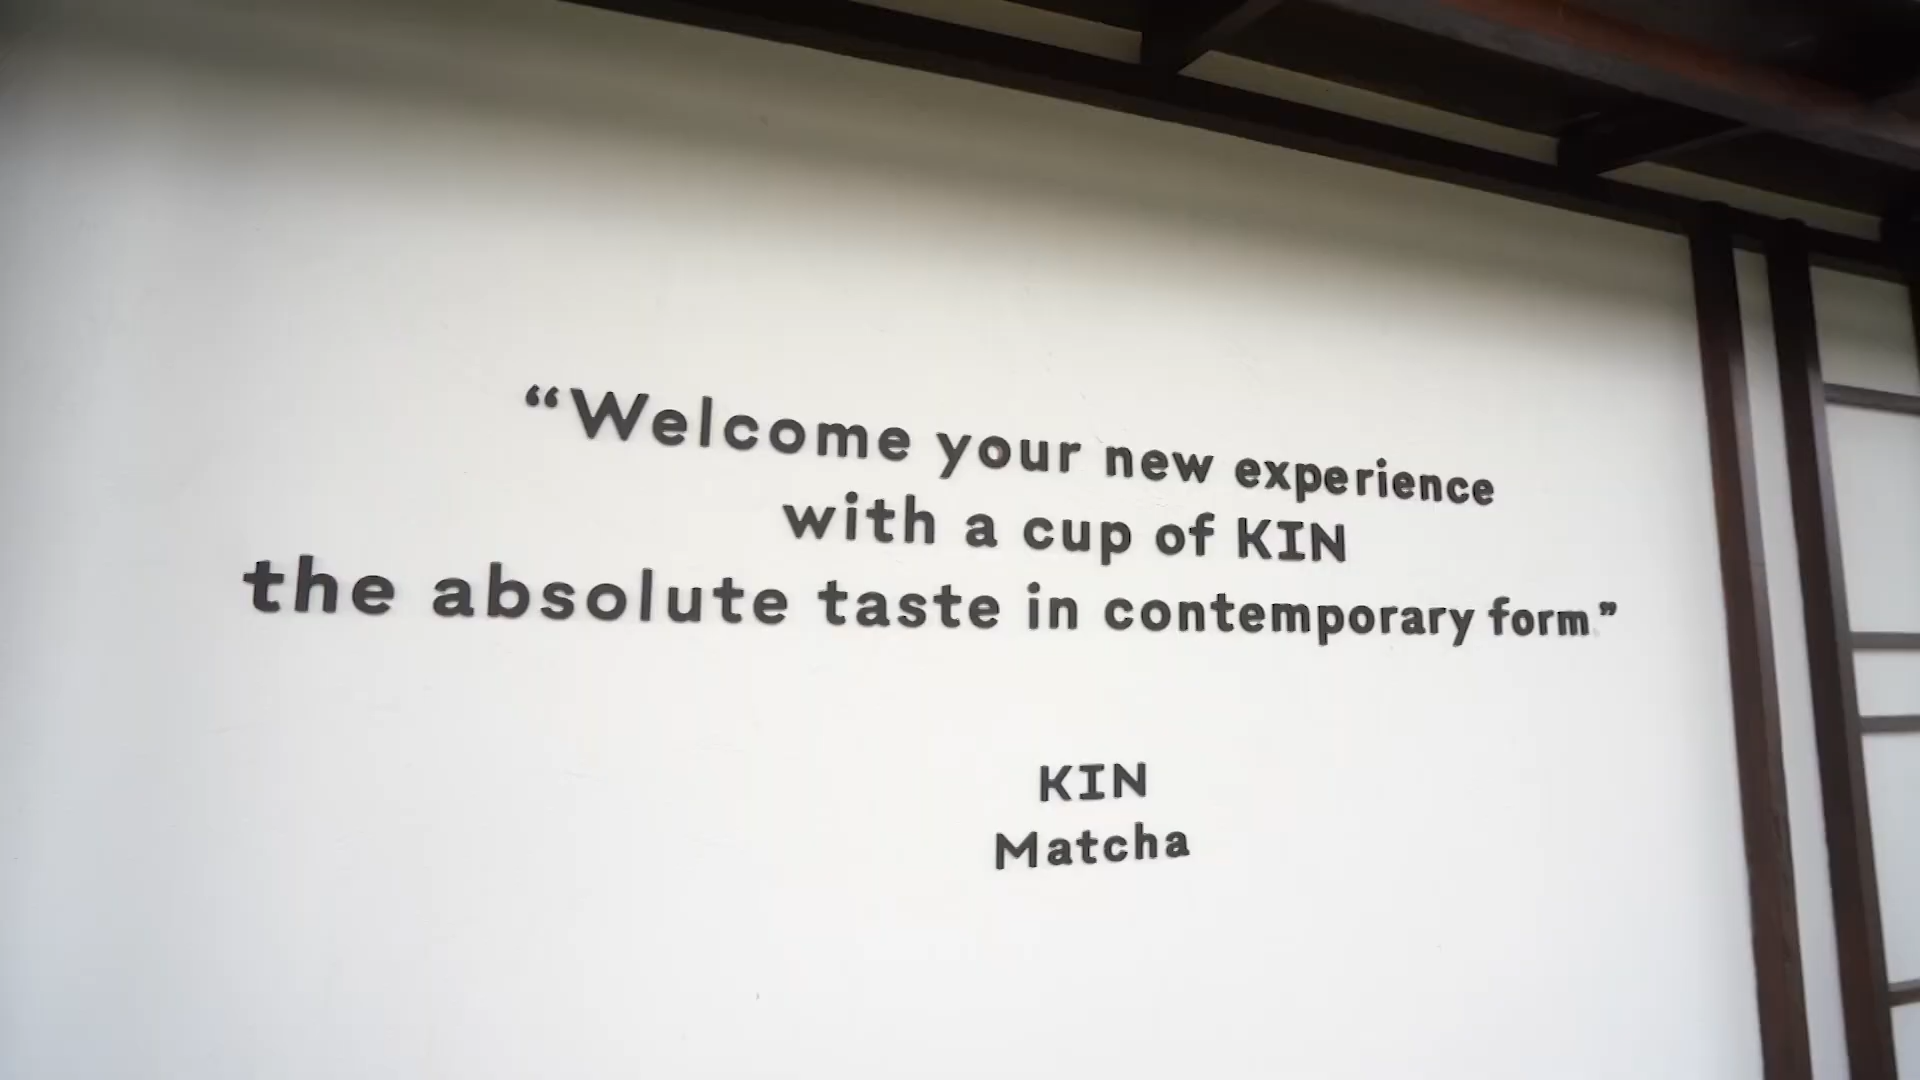 “Welcome your new experience
with a cup of KIN
the absolute taste in contemporary form”
KIN
Matcha